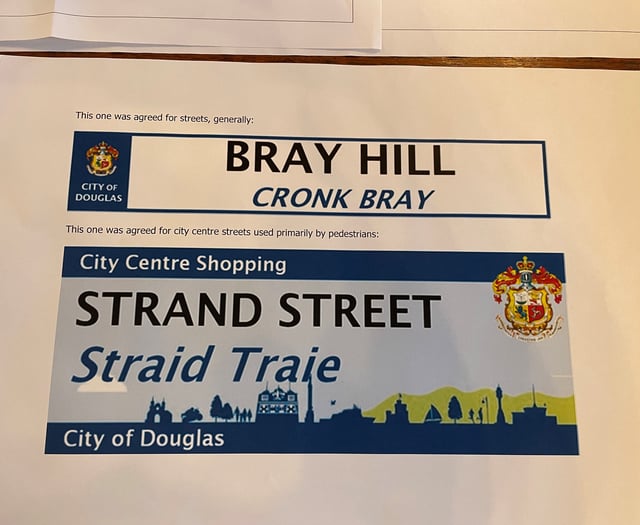 This one was agreed for streets, generally:
BRAY HILL
CRONK BRAY
CITY OF
DOUGLAS
This one was agreed for city centre streets used primarily by pedestrians:
City Centre Shopping
STRAND STREET
Straid Traie
City of Douglas